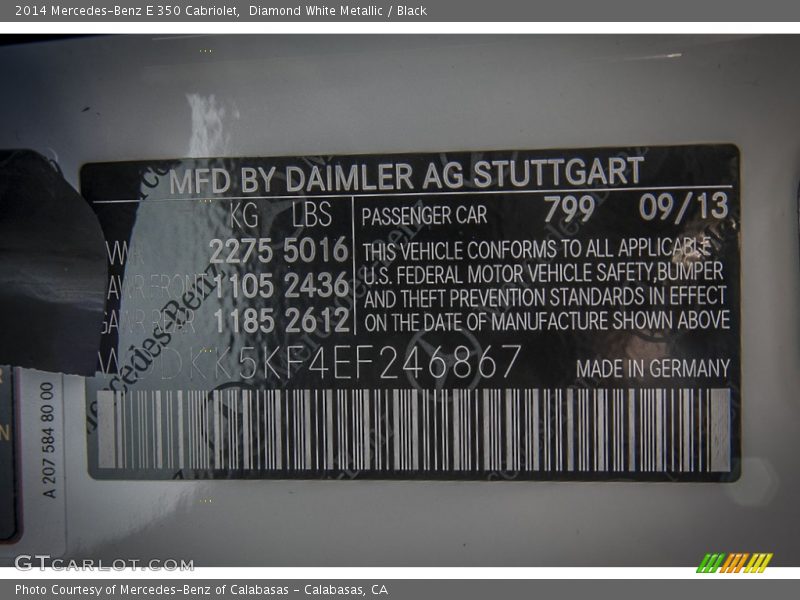 2014 Mercedes-Benz E 350 Cabriolet, Diamond White Metallic / Black
MFD BY DAIMLER AG STUTTGART
KG LBS PASSENGER CAR 799 09/13
2275 5016 THIS VEHICLE CONFORMS TO ALL APPLICABLE
FRONT 1105 2436 U.S. FEDERAL MOTOR VEHICLE SAFETY,BUMPER
1185 2612 AND THEFT PREVENTION STANDARDS IN EFFECT
ON THE DATE OF MANUFACTURE SHOWN ABOVE
DKK5KF4EF246867 MADE IN GERMANY
Mercedes-Benz
A 207 584 80 00
GTCARLOT.COM
Photo Courtesy of Mercedes-Benz of Calabasas - Calabasas, CA